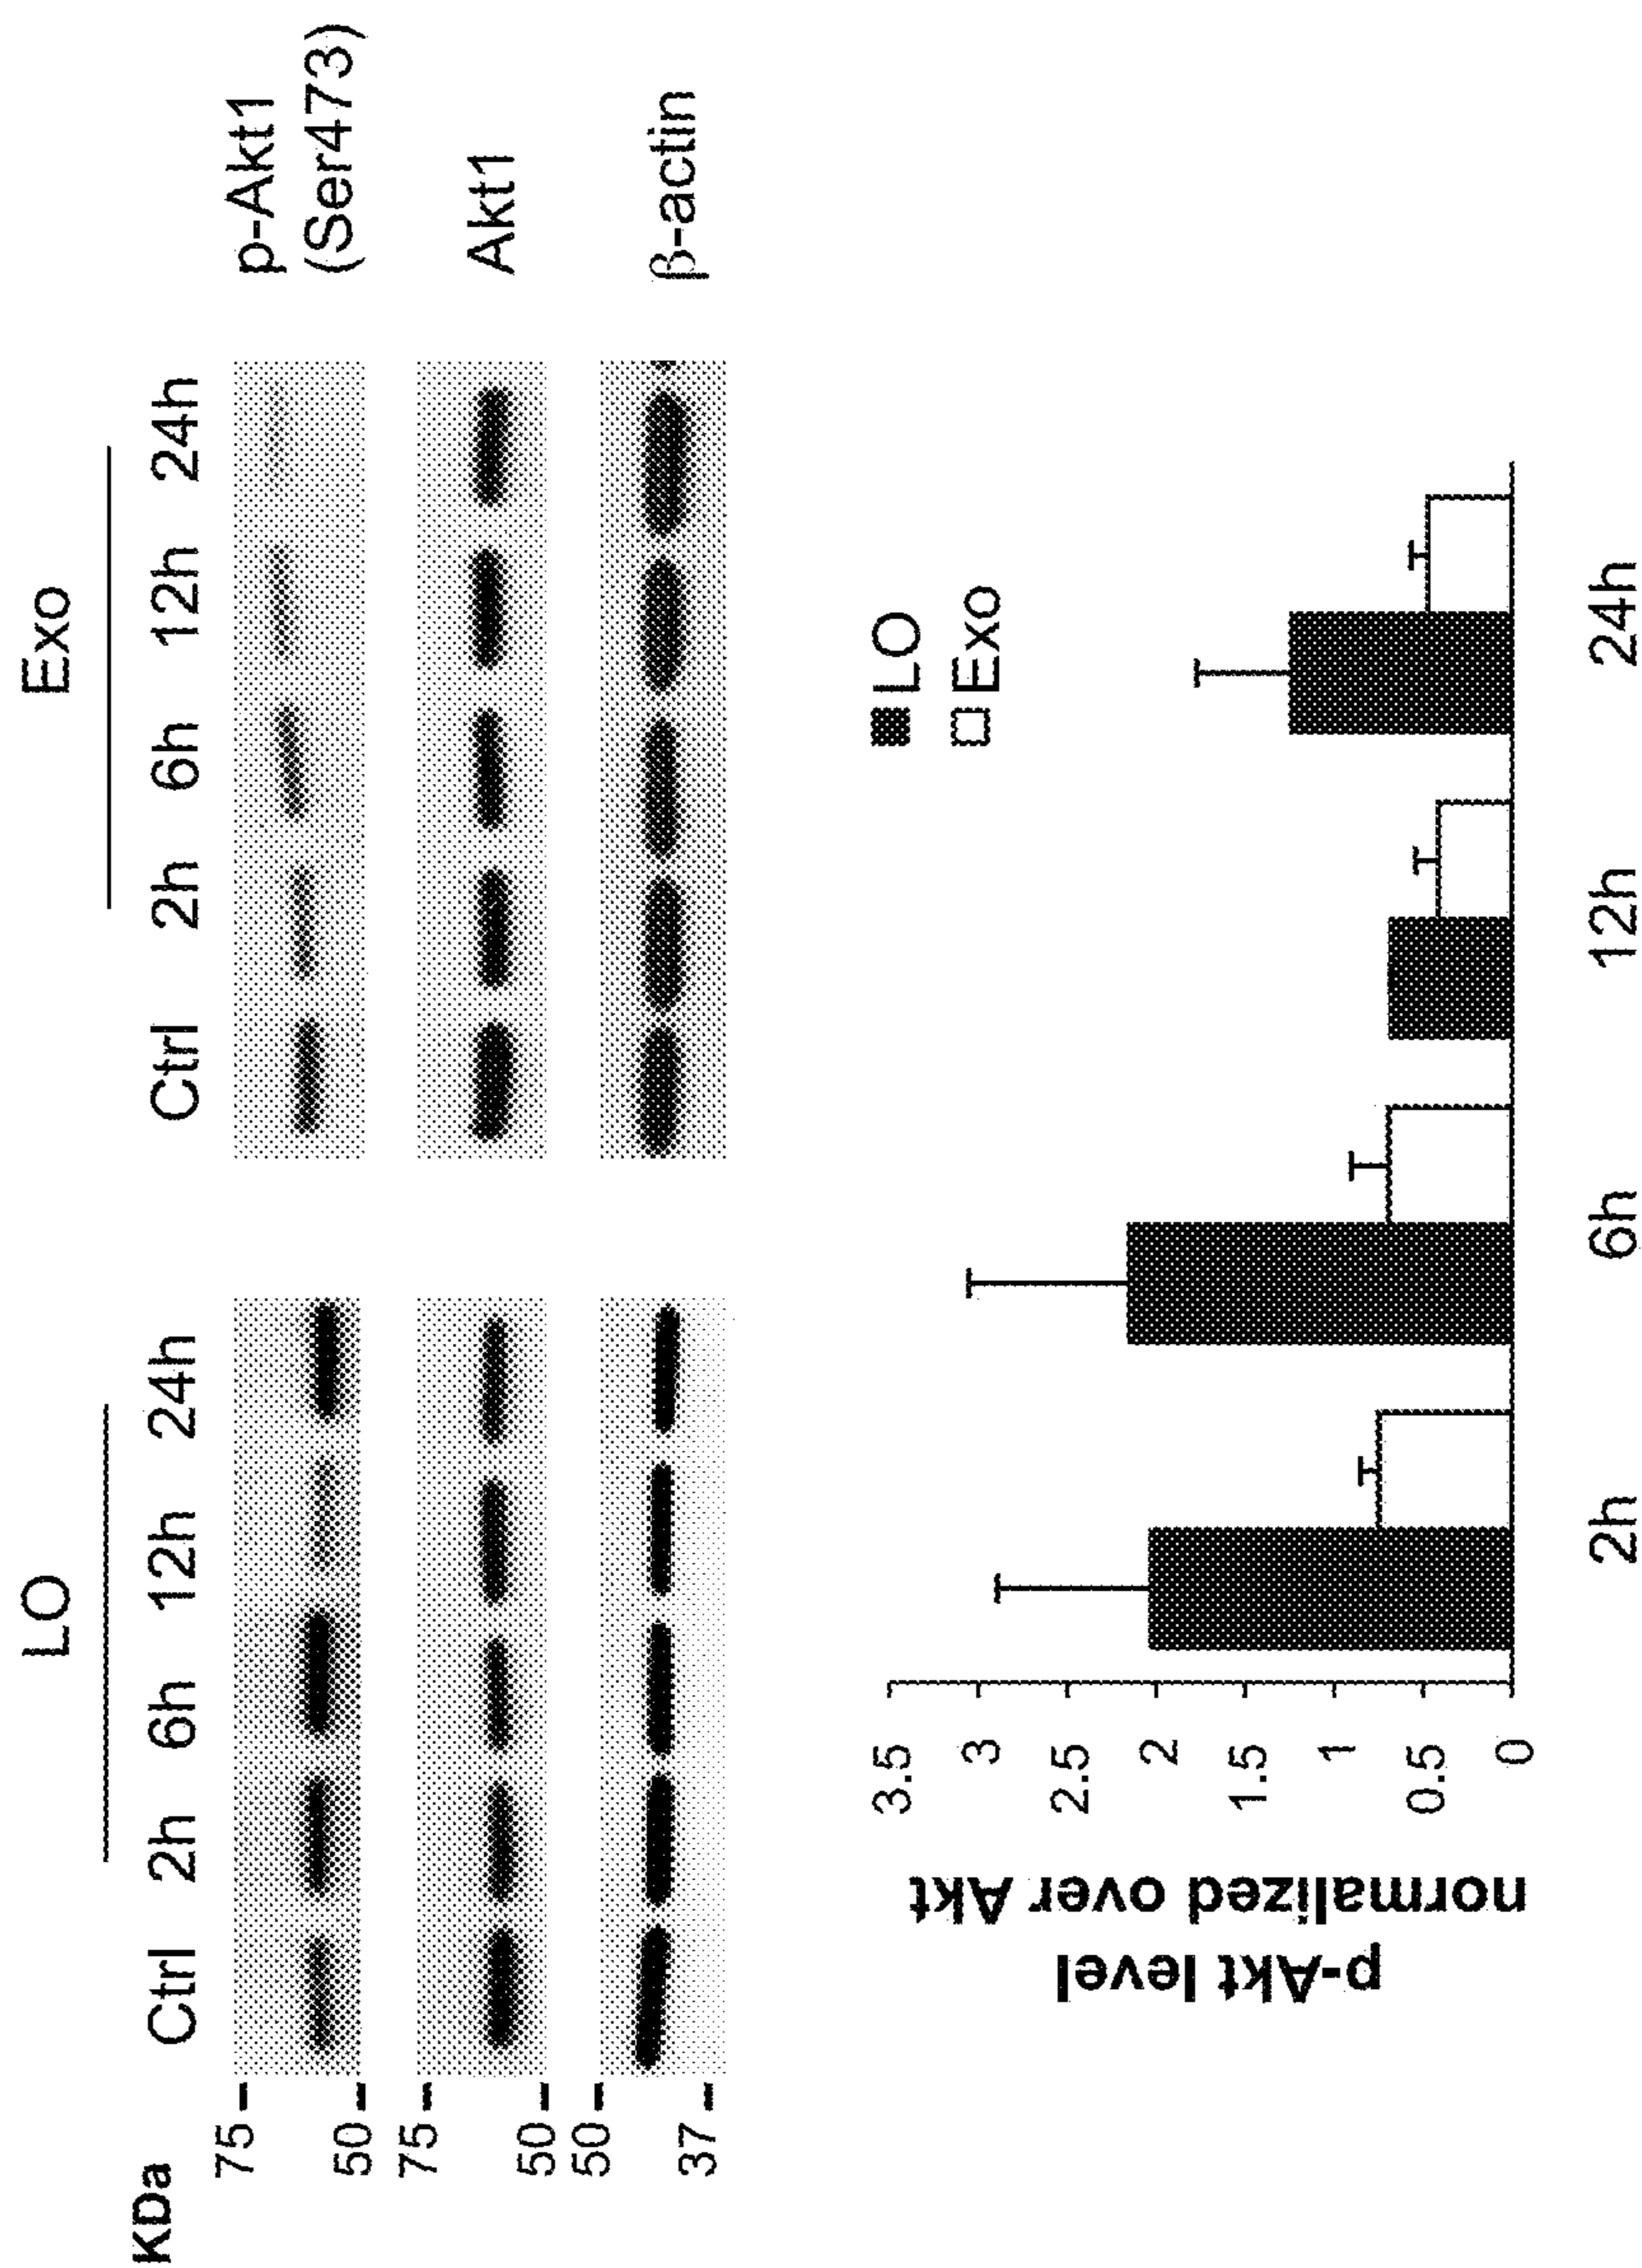 LO Exo
KDa Ctrl 2h 6h 12h 24h Ctrl 2h 6h 12h 24h
75
50
p-Akt1
(Ser473)
75
50
Akt1
50
37
β-actin
p-Akt level
normalized over Akt
3.5
3
2.5
2
1.5
1
0.5
0
LO
Exo
2h 6h 12h 24h